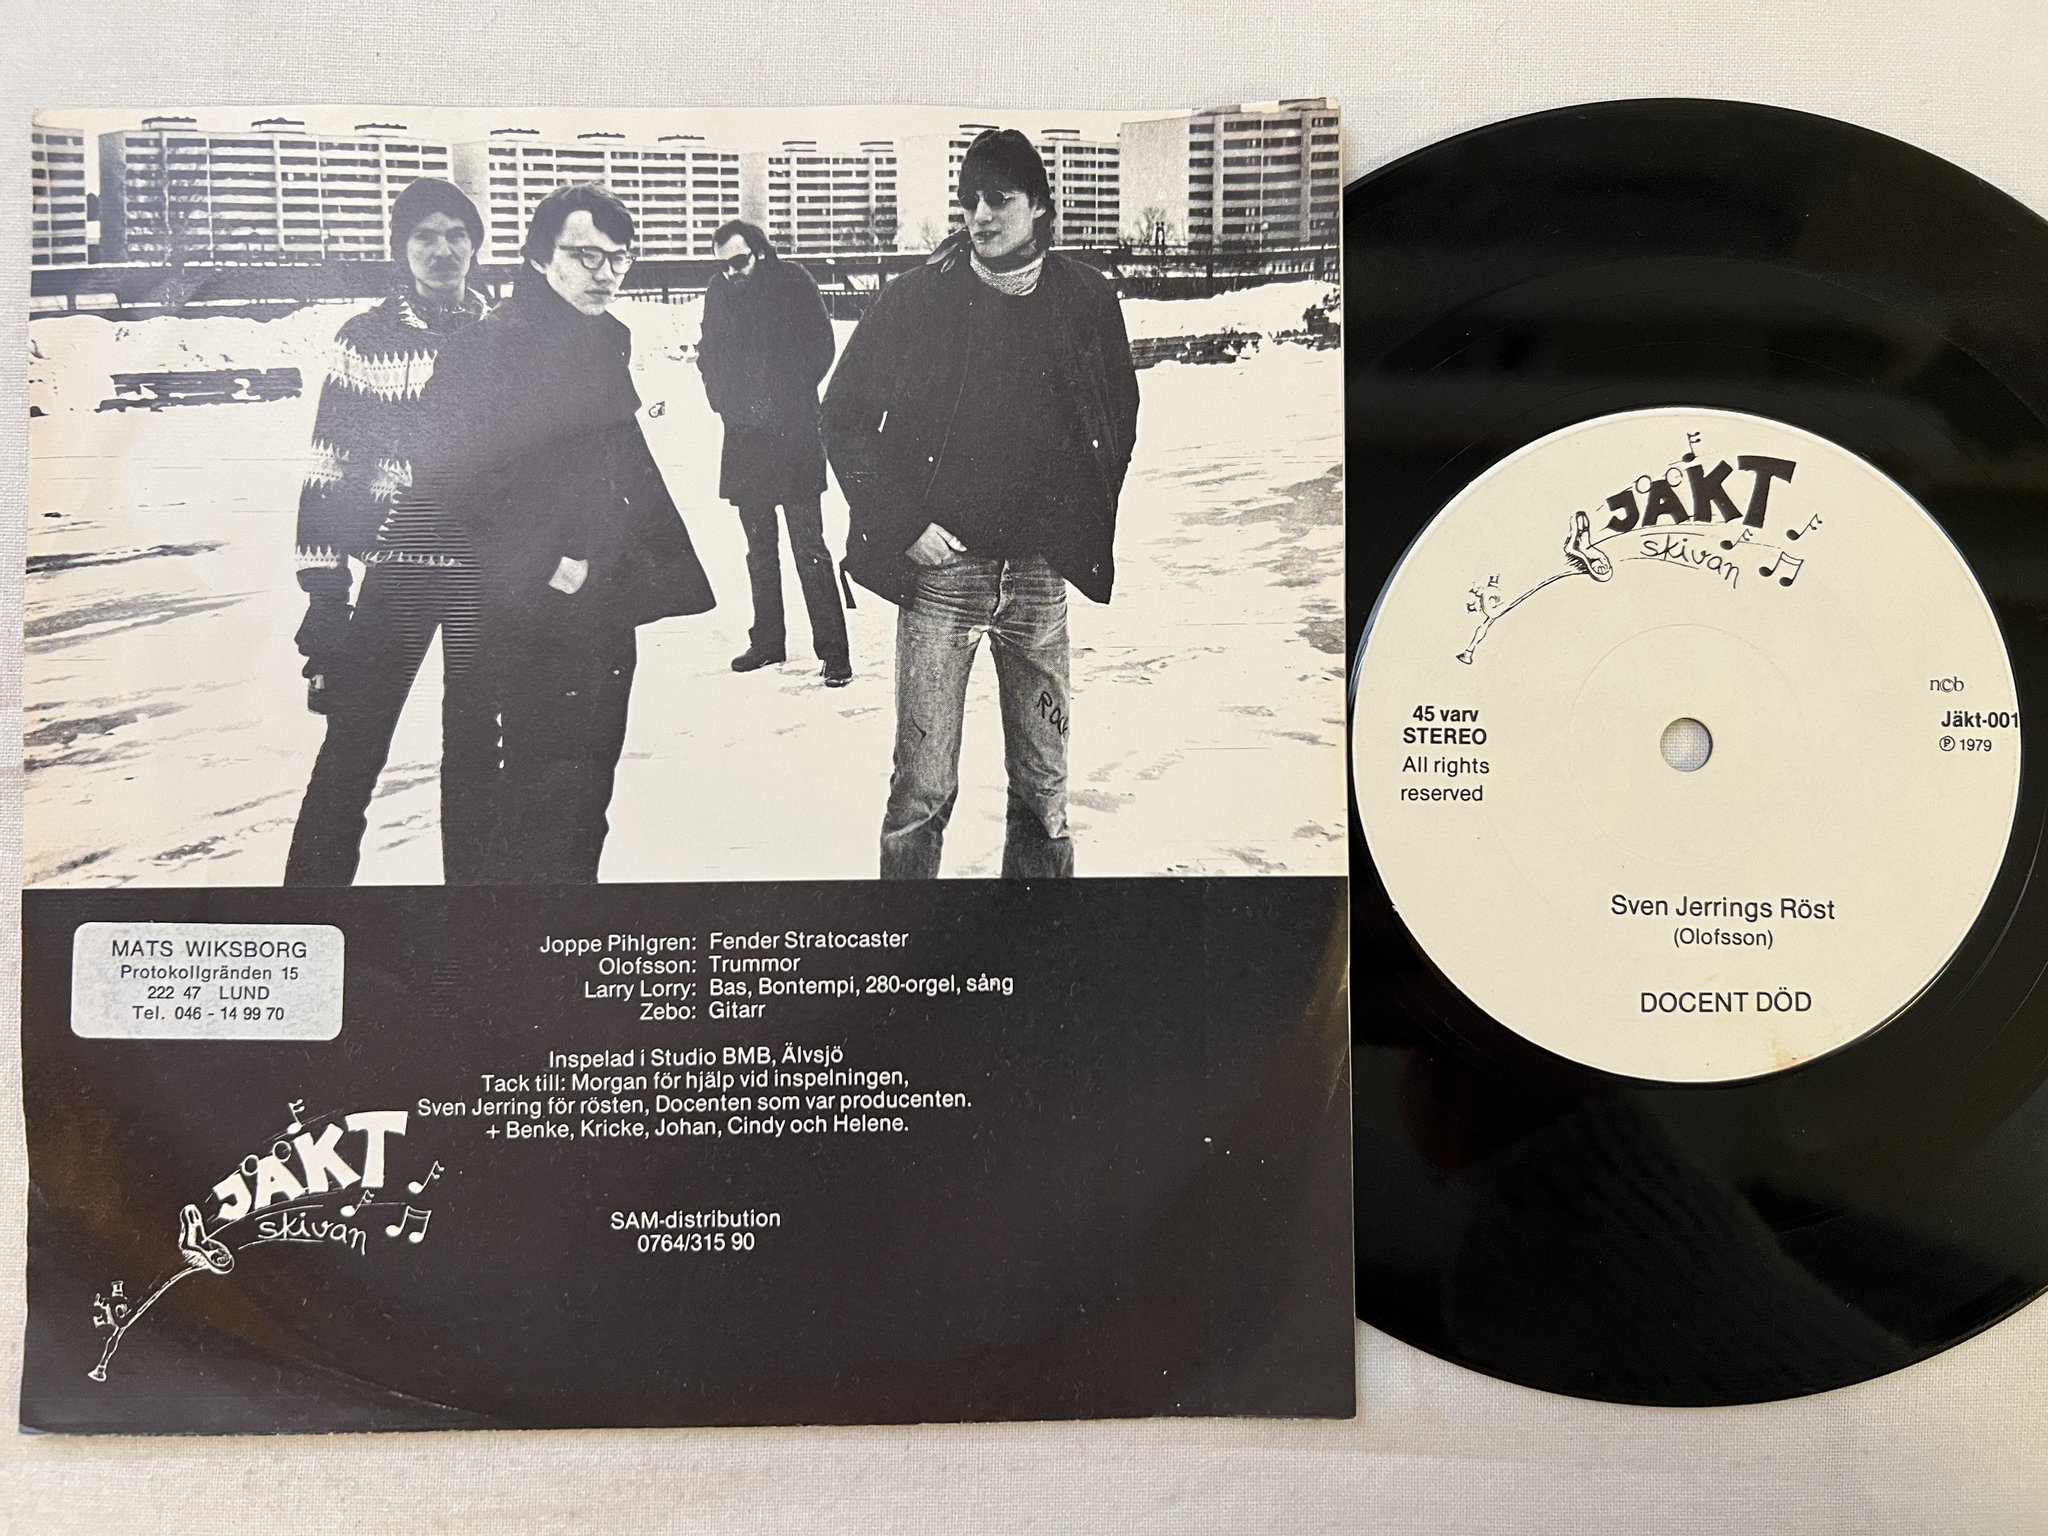 ROCK
MATS WIKSBORG
Protokollgränden 15
222 47 LUND
Tel. 046 - 14 99 70
Joppe Pihlgren: Fender Stratocaster
Olofsson: Trummor
Larry Lorry: Bas, Bontempi, 280-orgel, sång
Zebo: Gitarr
Inspelad i Studio BMB, Älvsjö
Tack till: Morgan för hjälp vid inspelningen,
Sven Jerring för rösten, Docenten som var producenten.
+ Benke, Kricke, Johan, Cindy och Helene.
JÄKT
skivan
SAM-distribution
0764/315 90
JÄKT
skivan
n©b
45 varv
STEREO
All rights
reserved
Jäkt-001
℗ 1979
Sven Jerrings Röst
(Olofsson)
DOCENT DÖD